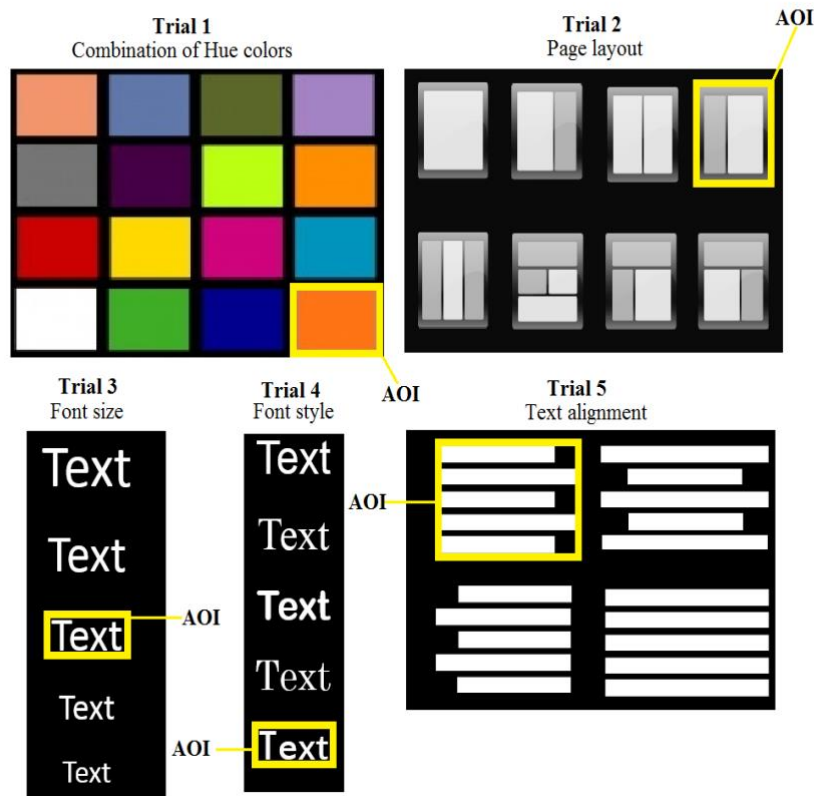 Trial 1
Combination of Hue colors
Trial 2
Page layout
AOI
AOI
Trial 3
Font size
Text
Text
Text
Text
Text
AOI
Trial 4
Font style
Text
Text
Text
Text
Text
AOI
Trial 5
Text alignment
AOI